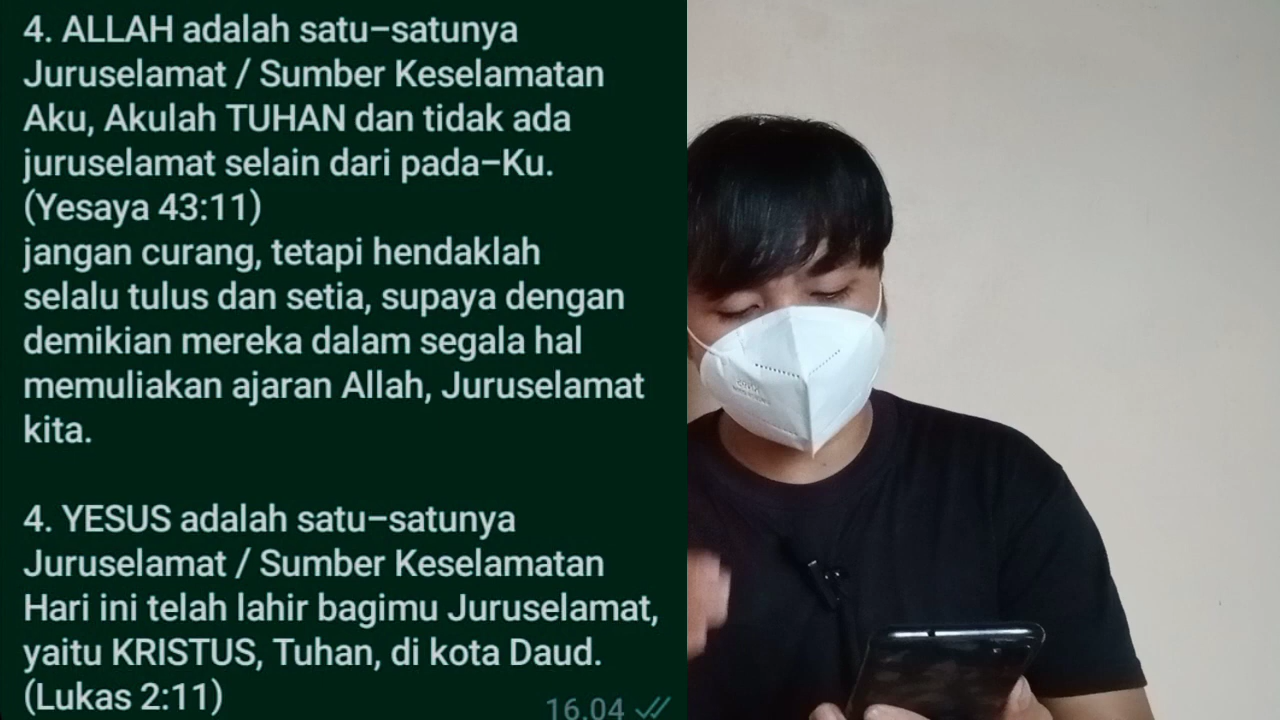 4. ALLAH adalah satu–satunya
Juruselamat / Sumber Keselamatan
Aku, Akulah TUHAN dan tidak ada
juruselamat selain dari pada–Ku.
(Yesaya 43:11)
jangan curang, tetapi hendaklah
selalu tulus dan setia, supaya dengan
demikian mereka dalam segala hal
memuliakan ajaran Allah, Juruselamat
kita.
4. YESUS adalah satu–satunya
Juruselamat / Sumber Keselamatan
Hari ini telah lahir bagimu Juruselamat,
yaitu KRISTUS, Tuhan, di kota Daud.
(Lukas 2:11)
16.04